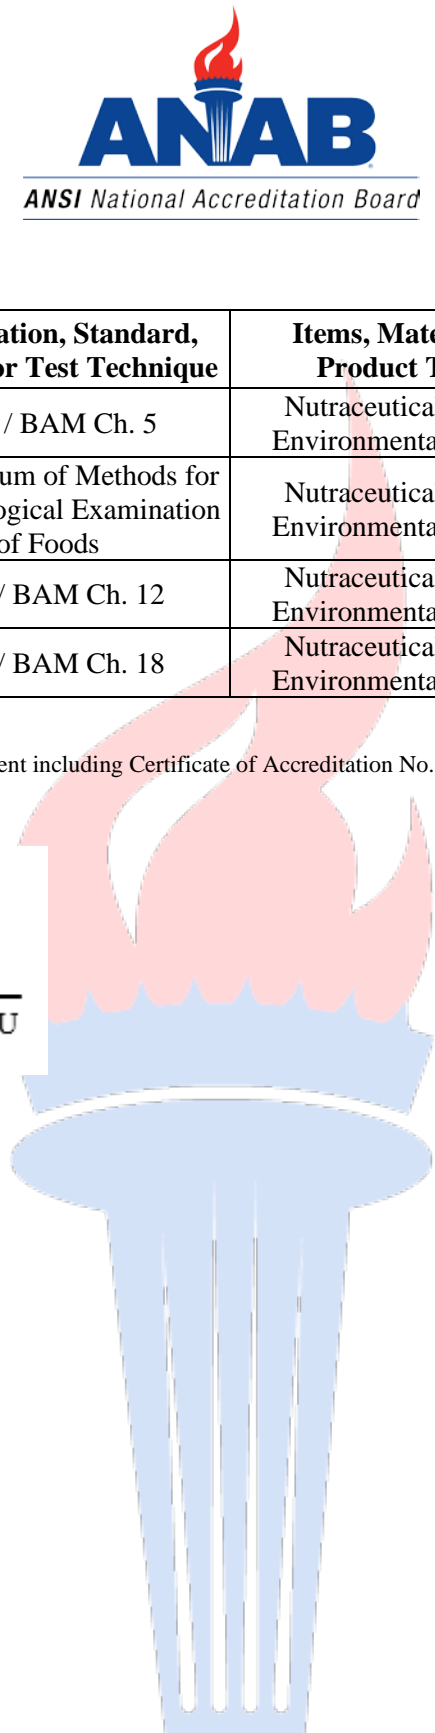 ANAB
ANSI National Accreditation Board
ation, Standard,
or Test Technique
Items, Mate
Product T
/ BAM Ch. 5
Nutraceutica
Environmenta
um of Methods for
ogical Examination
of Foods
Nutraceutica
Environmenta
/ BAM Ch. 12
Nutraceutica
Environmenta
/ BAM Ch. 18
Nutraceutica
Environmenta
ent including Certificate of Accreditation No.
U